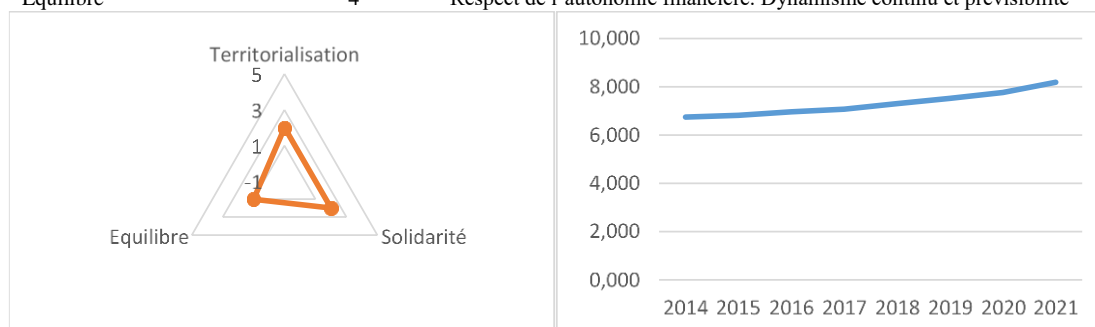 Equilibre 4 Respect de l'autonomie financière. Dynamisme continu et prévisibilité
Territorialisation
5
3
1
-1
Equilibre
Solidarité
10,000
8,000
6,000
4,000
2,000
0,000
2014 2015 2016 2017 2018 2019 2020 2021